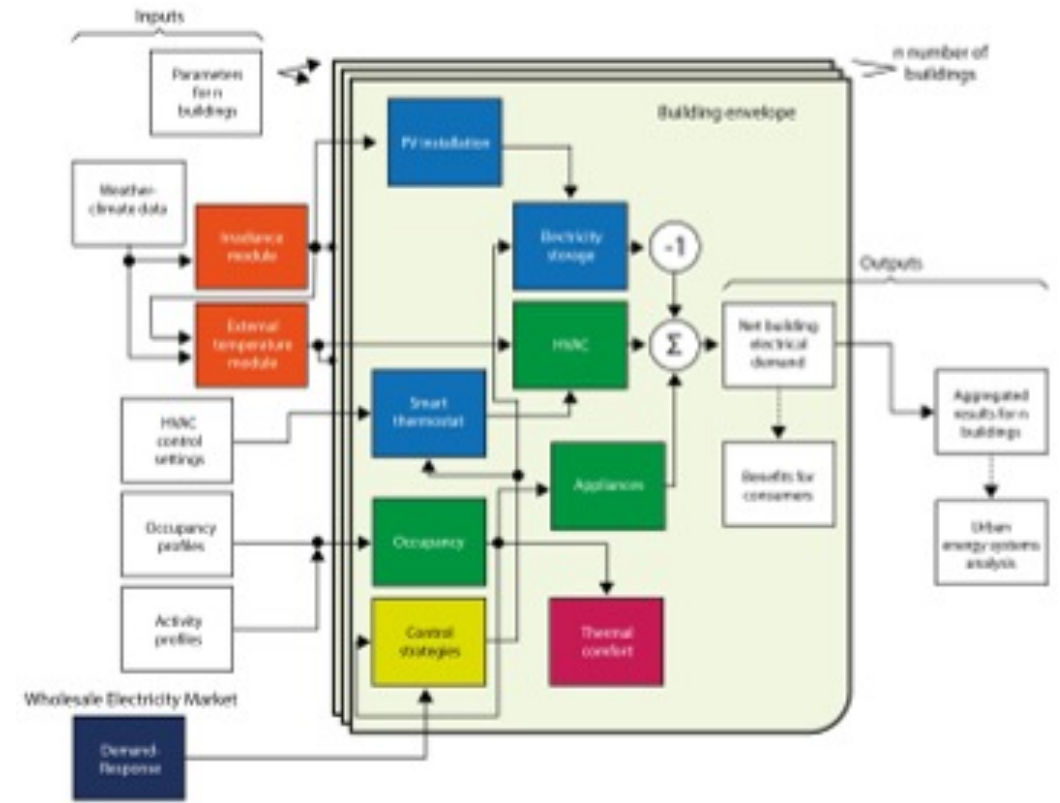 Inputs
Parameters
for n
buildings
n number of
buildings
Building envelope
PV installation
Weather-
climate data
Irradiance
module
Electricity
storage
-1
Outputs
External
temperature
module
HVAC
Σ
Net building
electrical
demand
Smart
thermostat
Aggregated
results for n
buildings
HVAC
control
settings
Appliances
Benefits for
consumers
Occupancy
profiles
Occupancy
Urban
energy systems
analysis
Activity
profiles
Control
strategies
Thermal
comfort
Wholesale Electricity Market
Demand-
Response